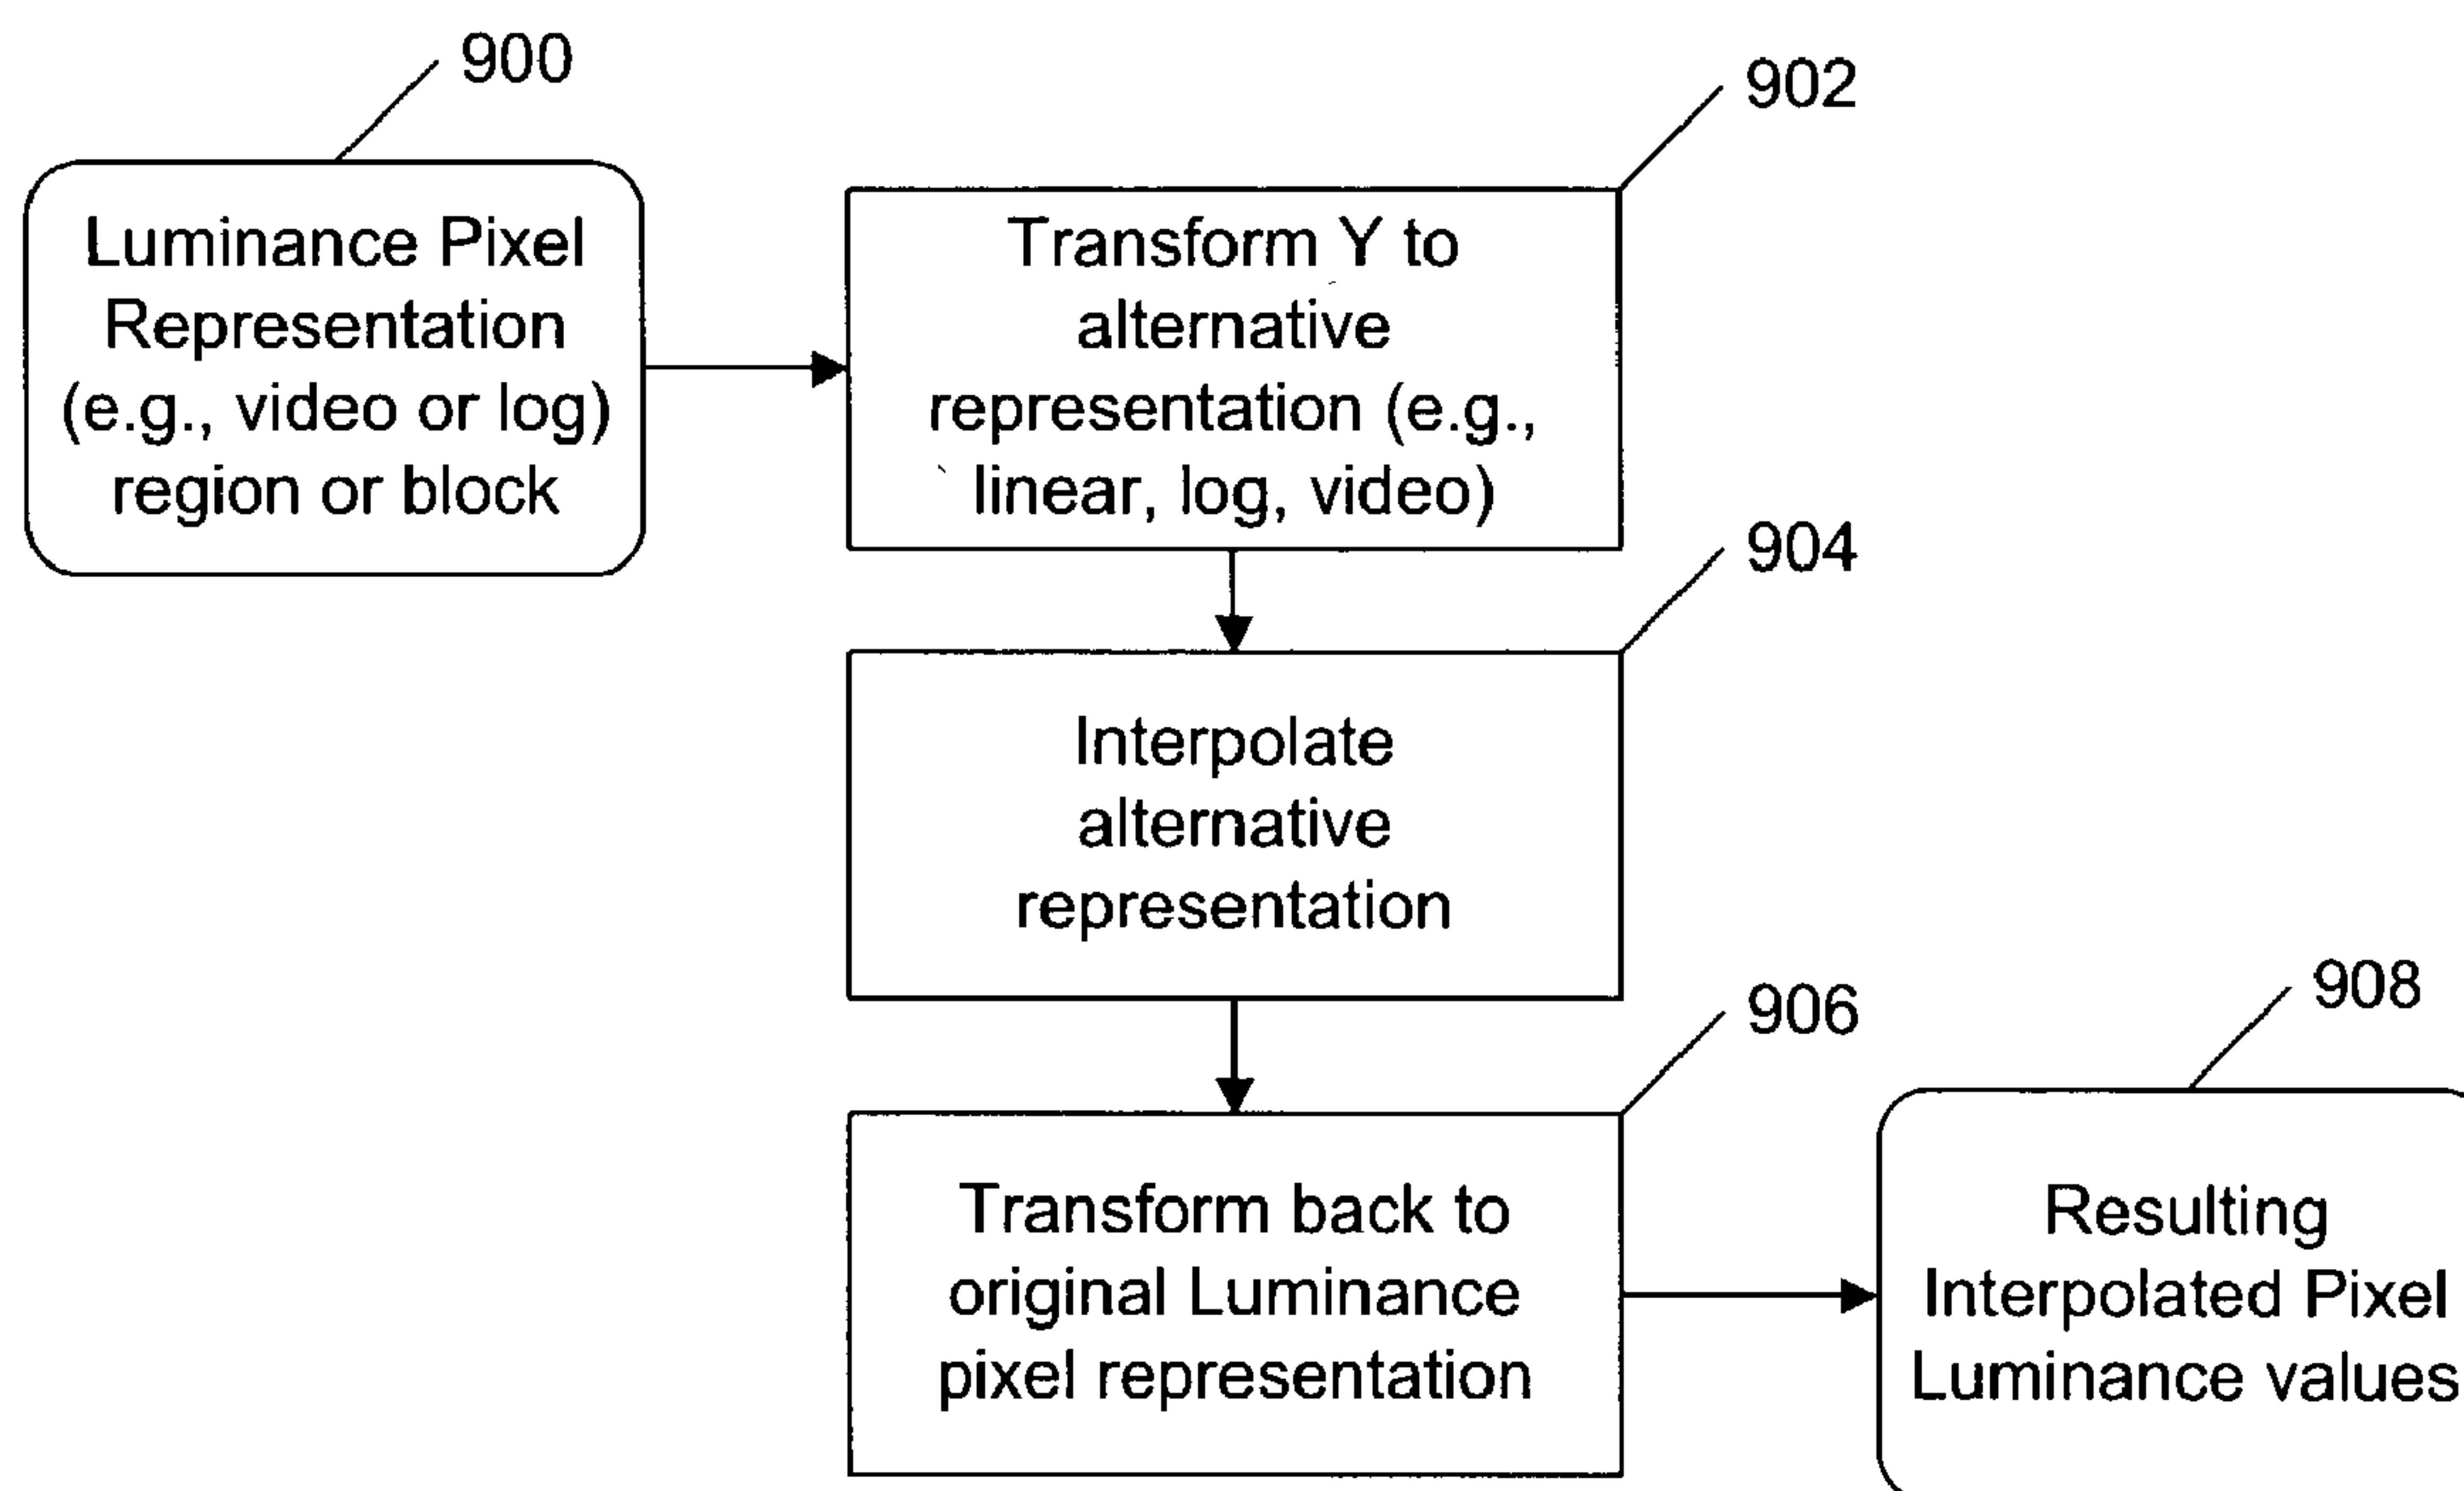 900
Luminance Pixel
Representation
(e.g., video or log)
region or block
902
Transform Y to
alternative
representation (e.g.,
linear, log, video)
904
Interpolate
alternative
representation
906
Transform back to
original Luminance
pixel representation
908
Resulting
Interpolated Pixel
Luminance values